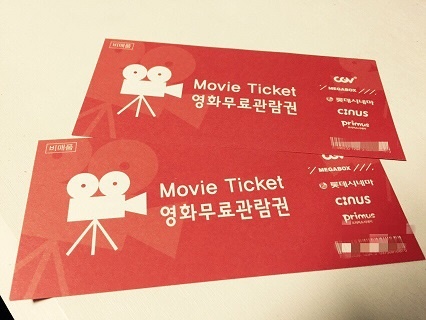 비매품
Movie Ticket
영화무료관람권
CGV
MEGABOX
롯데시네마
cinus
primus
비매품
Movie Ticket
영화무료관람권
CGV
MEGABOX
롯데시네마
cinus
primus